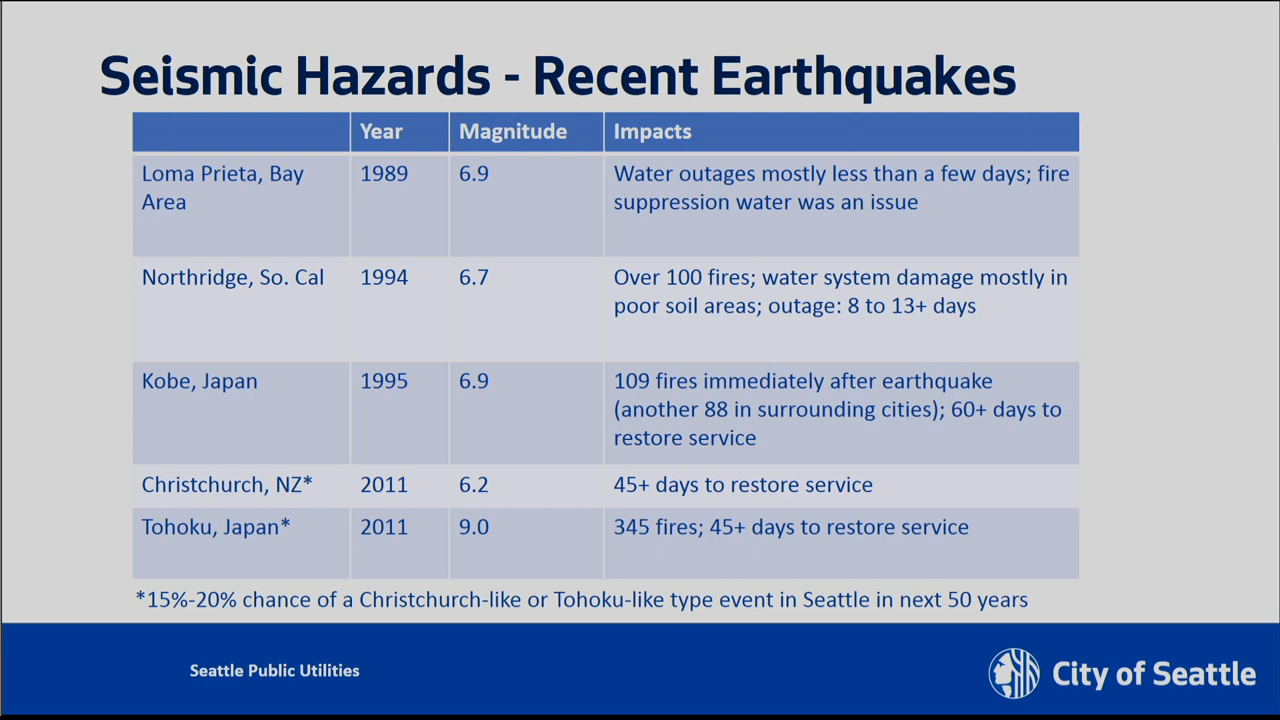 Seismic Hazards - Recent Earthquakes
Year Magnitude Impacts
Loma Prieta, Bay Area 1989 6.9 Water outages mostly less than a few days; fire
suppression water was an issue
Northridge, So. Cal 1994 6.7 Over 100 fires; water system damage mostly in
poor soil areas; outage: 8 to 13+ days
Kobe, Japan 1995 6.9 109 fires immediately after earthquake
(another 88 in surrounding cities); 60+ days to
restore service
Christchurch, NZ* 2011 6.2 45+ days to restore service
Tohoku, Japan* 2011 9.0 345 fires; 45+ days to restore service
*15%-20% chance of a Christchurch-like or Tohoku-like type event in Seattle in next 50 years
Seattle Public Utilities
City of Seattle